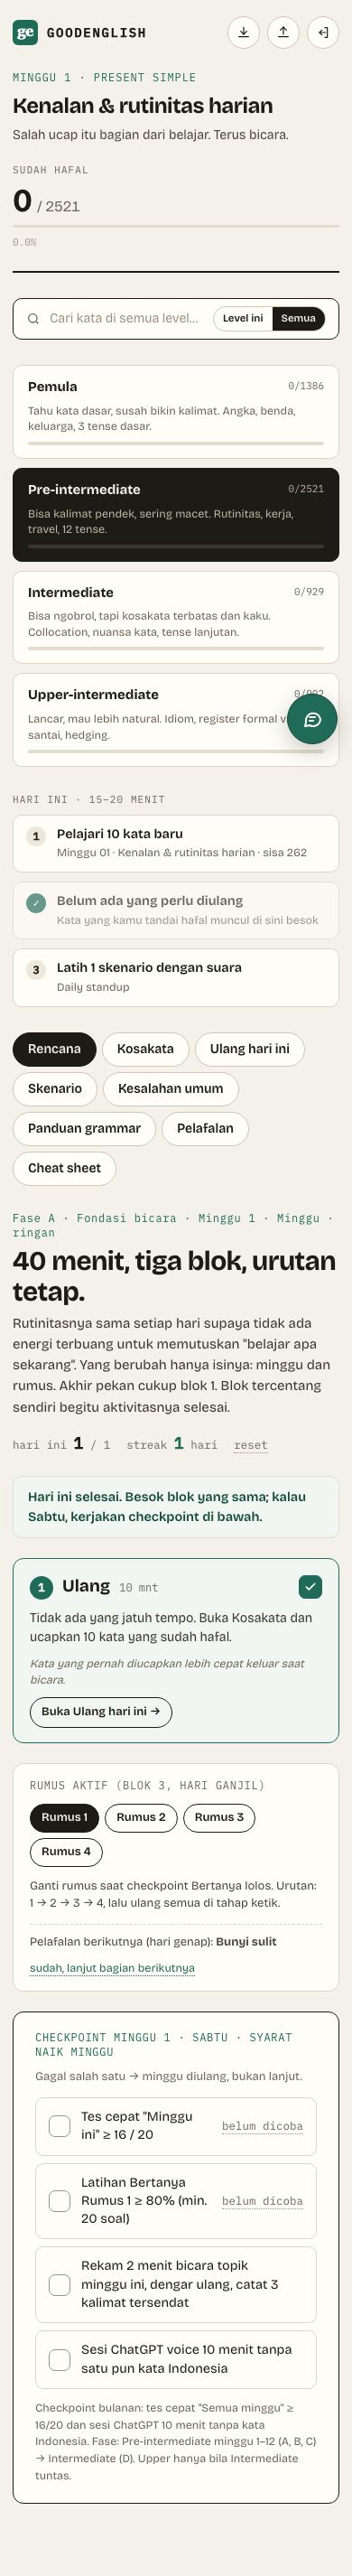 ge GOODENGLISH
MINGGU 1 · PRESENT SIMPLE
Kenalan & rutinitas harian
Salah ucap itu bagian dari belajar. Terus bicara.
SUDAH HAFAL
0 / 2521
0.0%
Cari kata di semua level... Level ini Semua
Pemula 0/1386
Tahu kata dasar, susah bikin kalimat. Angka, benda,
keluarga, 3 tense dasar.
Pre-intermediate 0/2521
Bisa kalimat pendek, sering macet. Rutinitas, kerja,
travel, 12 tense.
Intermediate 0/929
Bisa ngobrol, tapi kosakata terbatas dan kaku.
Collocation, nuansa kata, tense lanjutan.
Upper-intermediate
Lancar, mau lebih natural. Idiom, register formal
santai, hedging.
HARI INI · 15–20 MENIT
1 Pelajari 10 kata baru
Minggu 01 · Kenalan & rutinitas harian · sisa 262
✓ Belum ada yang perlu diulang
Kata yang kamu tandai hafal muncul di sini besok
3 Latih 1 skenario dengan suara
Daily standup
Rencana Kosakata Ulang hari ini
Skenario Kesalahan umum
Panduan grammar Pelafalan
Cheat sheet
Fase A · Fondasi bicara · Minggu 1 · Minggu ·
ringan
40 menit, tiga blok, urutan
tetap.
Rutinitasnya sama setiap hari supaya tidak ada
energi terbuang untuk memutuskan "belajar apa
sekarang". Yang berubah hanya isinya: minggu dan
rumus. Akhir pekan cukup blok 1. Blok tercentang
sendiri begitu aktivitasnya selesai.
hari ini 1 / 1 streak 1 hari reset
Hari ini selesai. Besok blok yang sama; kalau
Sabtu, kerjakan checkpoint di bawah.
1 Ulang 10 mnt
Tidak ada yang jatuh tempo. Buka Kosakata dan
ucapkan 10 kata yang sudah hafal.
Kata yang pernah diucapkan lebih cepat keluar saat
bicara.
Buka Ulang hari ini →
RUMUS AKTIF (BLOK 3, HARI GANJIL)
Rumus 1 Rumus 2 Rumus 3
Rumus 4
Ganti rumus saat checkpoint Bertanya lolos. Urutan:
1 → 2 → 3 → 4, lalu ulang semua di tahap ketik.
Pelafalan berikutnya (hari genap): Bunyi sulit
sudah, lanjut bagian berikutnya
CHECKPOINT MINGGU 1 · SABTU · SYARAT
NAIK MINGGU
Gagal salah satu → minggu diulang, bukan lanjut.
Tes cepat "Minggu
ini" ≥ 16 / 20 belum dicoba
Latihan Bertanya
Rumus 1 ≥ 80% (min. belum dicoba
20 soal)
Rekam 2 menit bicara topik
minggu ini, dengar ulang, catat 3
kalimat tersendat
Sesi ChatGPT voice 10 menit tanpa
satu pun kata Indonesia
Checkpoint bulanan: tes cepat "Semua minggu" ≥
16/20 dan sesi ChatGPT 10 menit tanpa kata
Indonesia. Fase: Pre-intermediate minggu 1–12 (A, B, C)
→ Intermediate (D). Upper hanya bila Intermediate
tuntas.